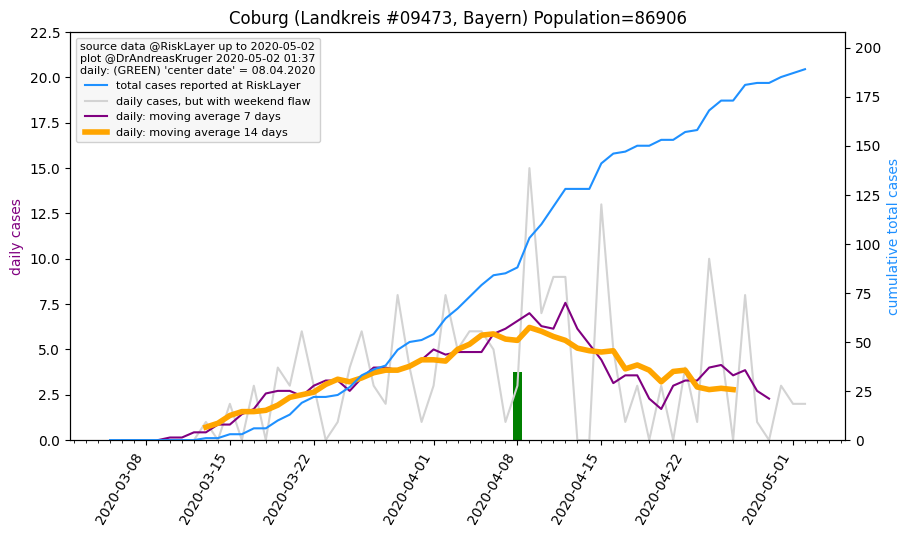 Coburg (Landkreis #09473, Bayern) Population=86906
source data @RiskLayer up to 2020-05-02
plot @DrAndreasKruger 2020-05-02 01:37
daily: (GREEN) 'center date' = 08.04.2020
total cases reported at RiskLayer
daily cases, but with weekend flaw
daily: moving average 7 days
daily: moving average 14 days
daily cases
22.5
20.0
17.5
15.0
12.5
10.0
7.5
5.0
2.5
0.0
cumulative total cases
200
175
150
125
100
75
50
25
0
2020-03-08
2020-03-15
2020-03-22
2020-04-01
2020-04-08
2020-04-15
2020-04-22
2020-05-01